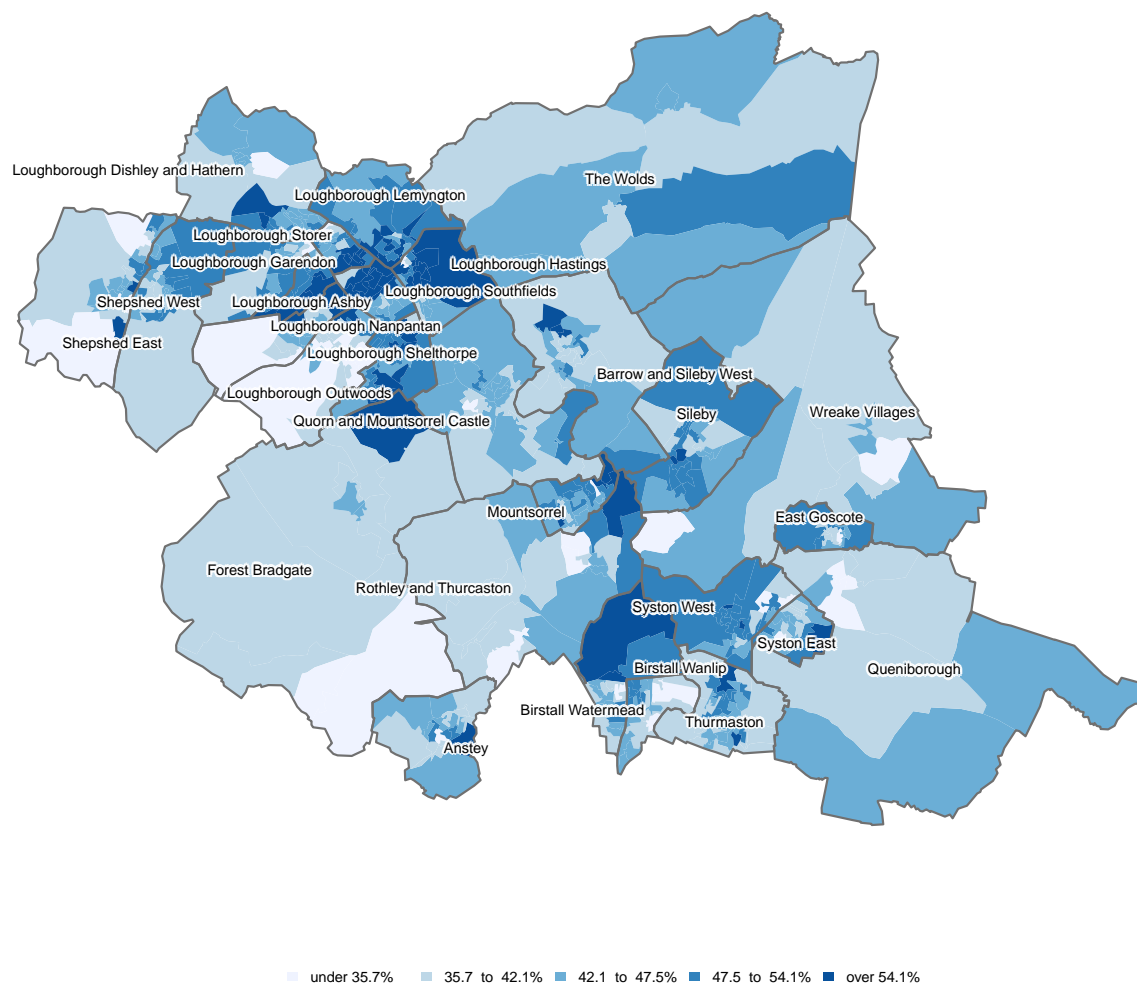 Loughborough Dishley and Hathern
The Wolds
Loughborough Lemyngton
Loughborough Storer
Loughborough Garendon
Loughborough Hastings
Loughborough Southfields
Shepshed West
Loughborough Ashby
Loughborough Nanpantan
Shepshed East
Loughborough Shelthorpe
Barrow and Sileby West
Loughborough Outwoods
Sileby
Wreake Villages
Quorn and Mountsorrel Castle
Mountsorrel
East Goscote
Forest Bradgate
Rothley and Thurcaston
Syston West
Syston East
Birstall Wanlip
Queniborough
Birstall Watermead
Thurmaston
Anstey
under 35.7% 35.7 to 42.1% 42.1 to 47.5% 47.5 to 54.1% over 54.1%